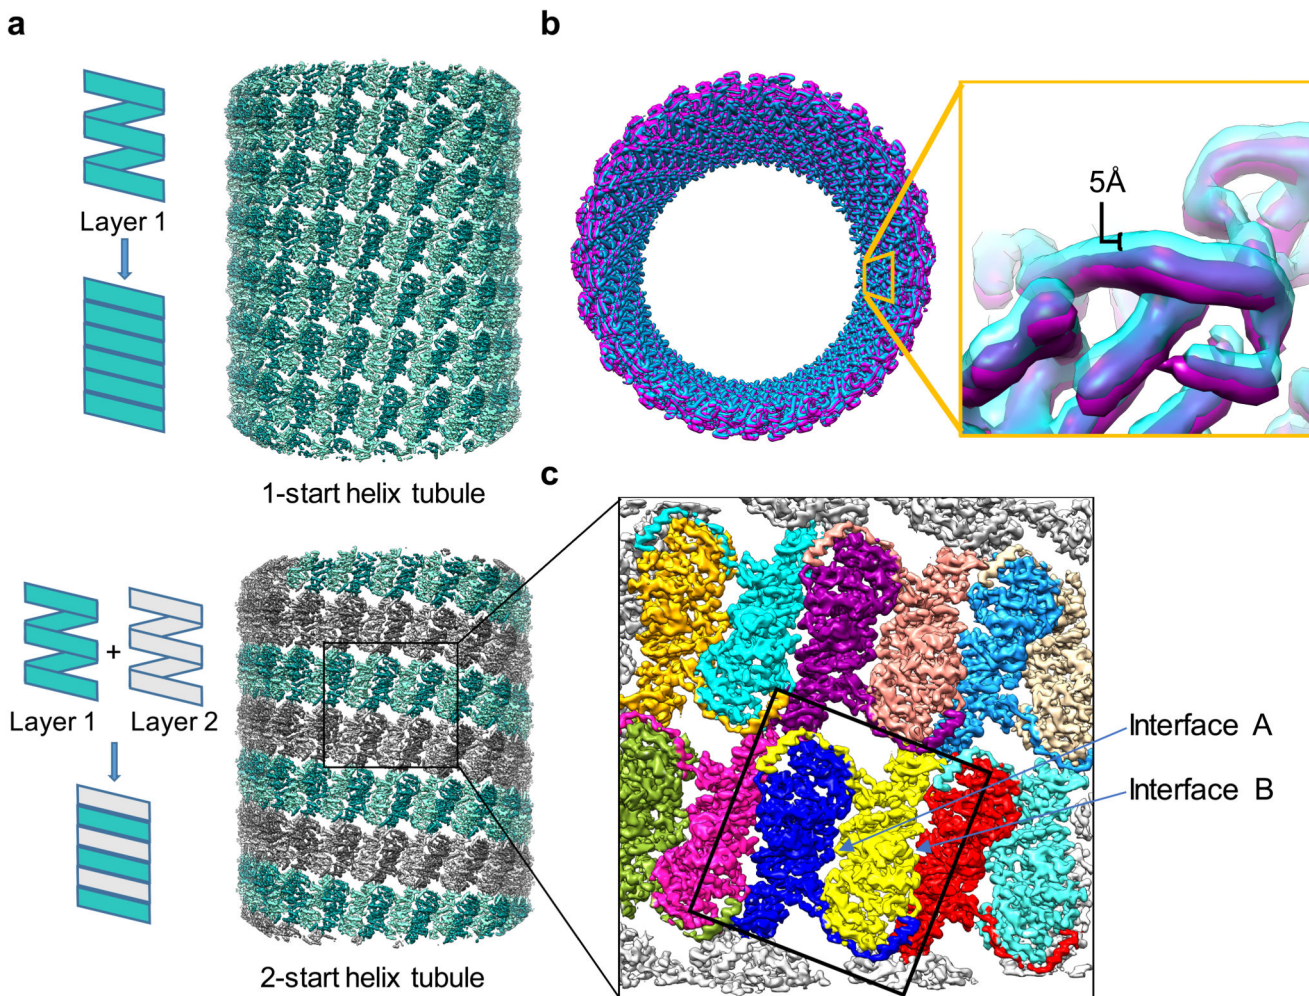 a
Layer 1
1-start helix tubule
b
5Å
Layer 1
+
Layer 2
2-start helix tubule
c
Interface A
Interface B